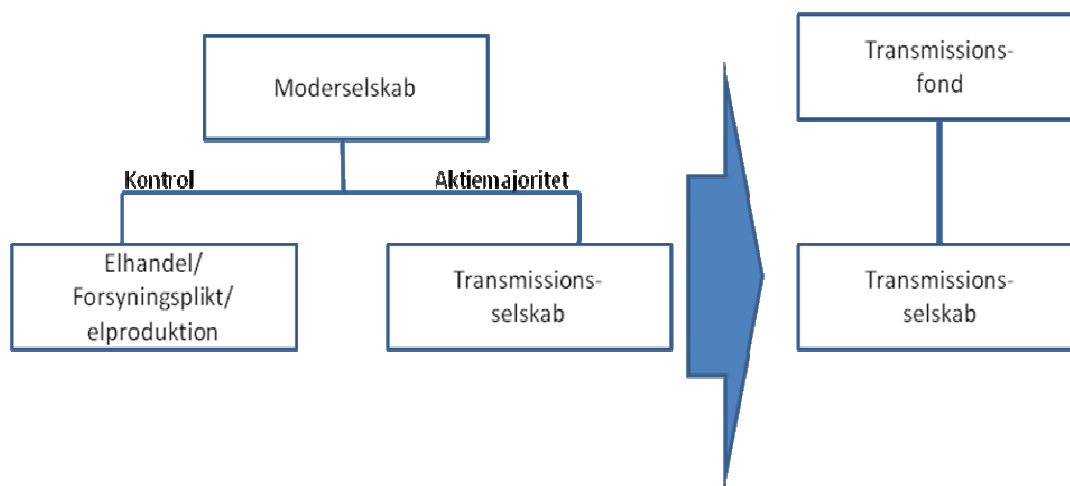 Moderselskab
Kontrol
Aktiemajoritet
Elhandel/
Forsyningsplikt/
elproduktion
Transmissions-
selskab
Transmissions-
fond
Transmissions-
selskab